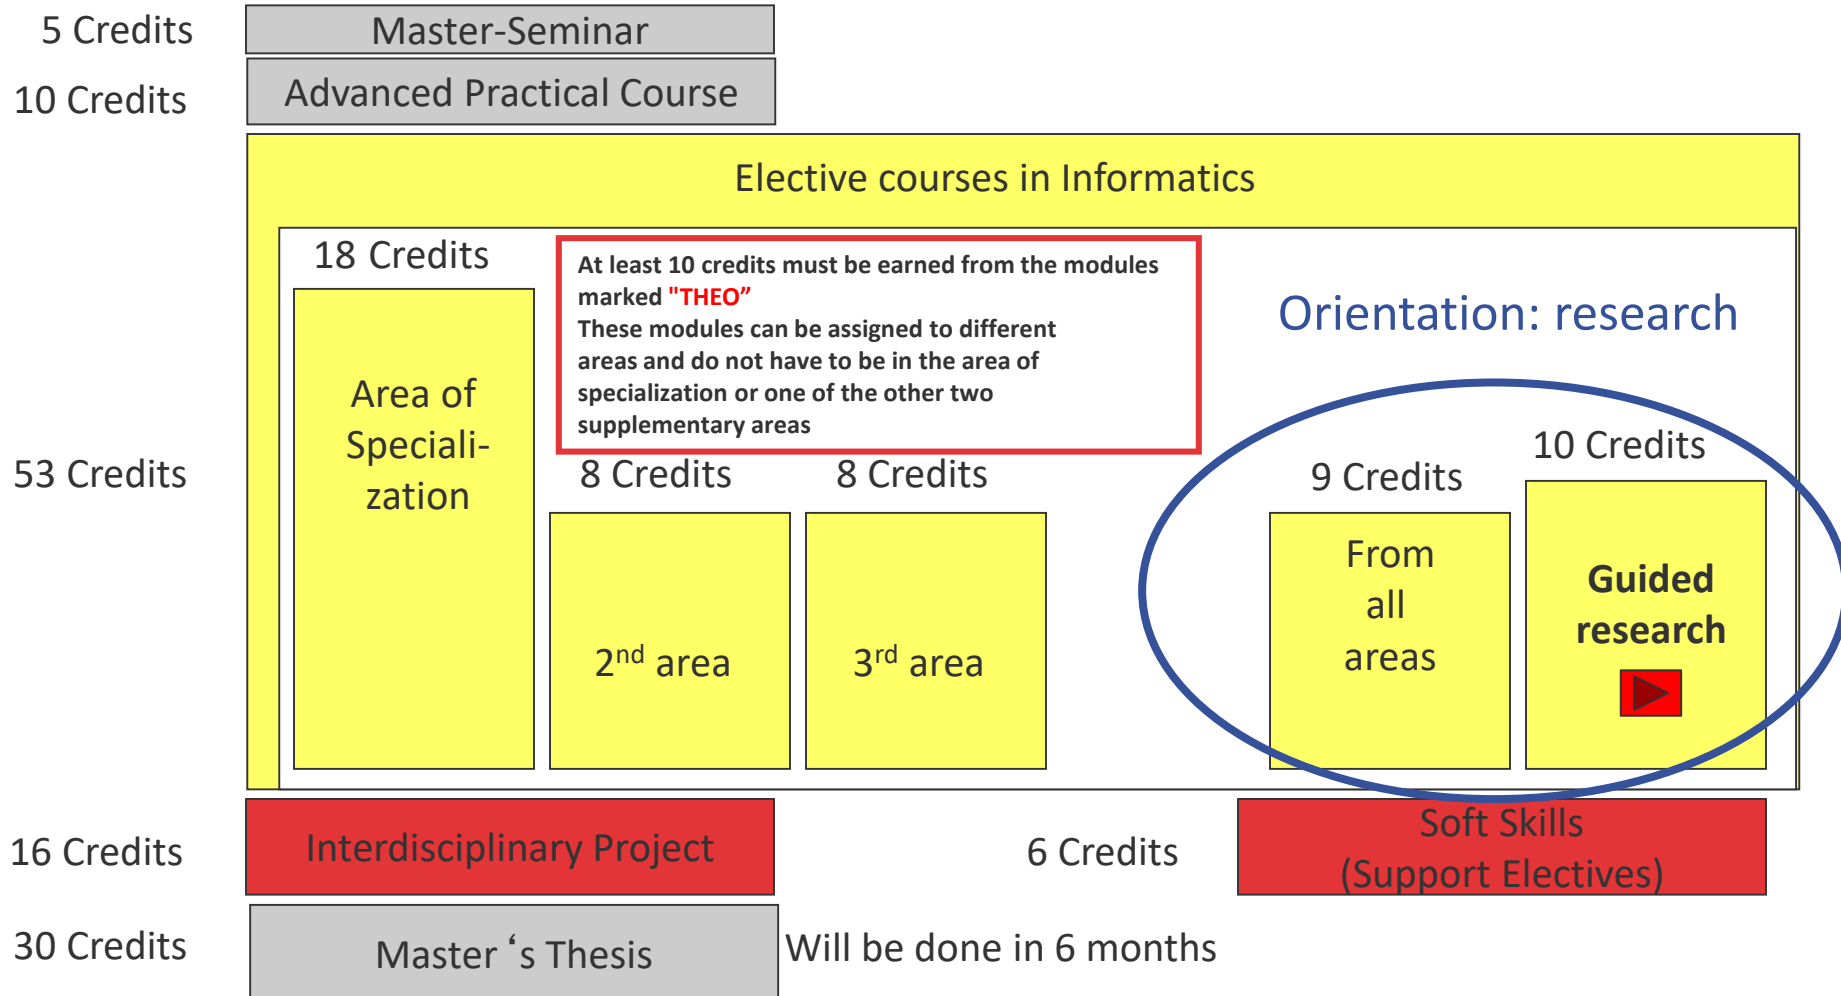 5 Credits
Master-Seminar
10 Credits
Advanced Practical Course
53 Credits
Elective courses in Informatics
18 Credits
Area of
Speciali-
zation
At least 10 credits must be earned from the modules
marked "THEO”
These modules can be assigned to different
areas and do not have to be in the area of
specialization or one of the other two
supplementary areas
8 Credits
2nd area
8 Credits
3rd area
Orientation: research
9 Credits
From
all
areas
10 Credits
Guided
research
16 Credits
Interdisciplinary Project
6 Credits
Soft Skills
(Support Electives)
30 Credits
Master ‘s Thesis
Will be done in 6 months